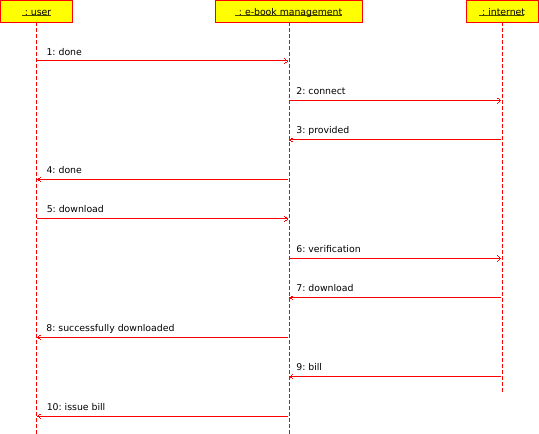 : user
: e-book management
: internet
1: done
2: connect
3: provided
4: done
5: download
6: verification
7: download
8: successfully downloaded
9: bill
10: issue bill